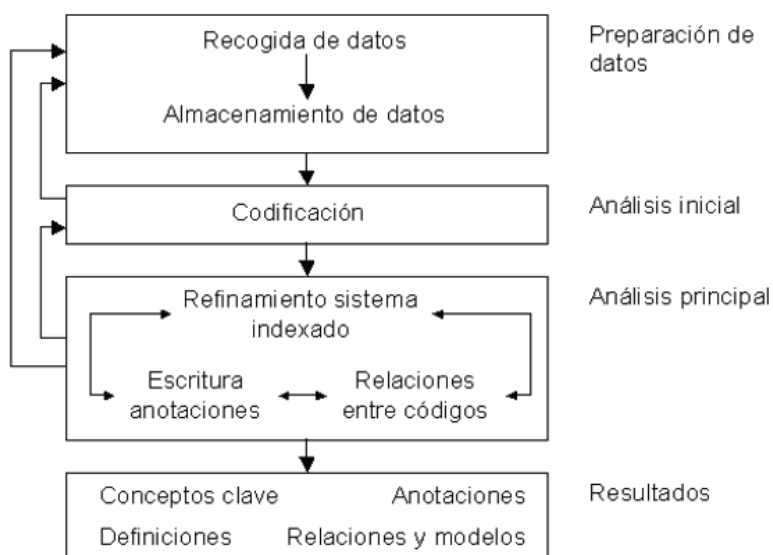 Recogida de datos
Preparación de
datos
Almacenamiento de datos
Codificación
Análisis inicial
Refinamiento sistema
indexado
Análisis principal
Escritura
anotaciones
Relaciones
entre códigos
Conceptos clave
Anotaciones
Resultados
Definiciones
Relaciones y modelos